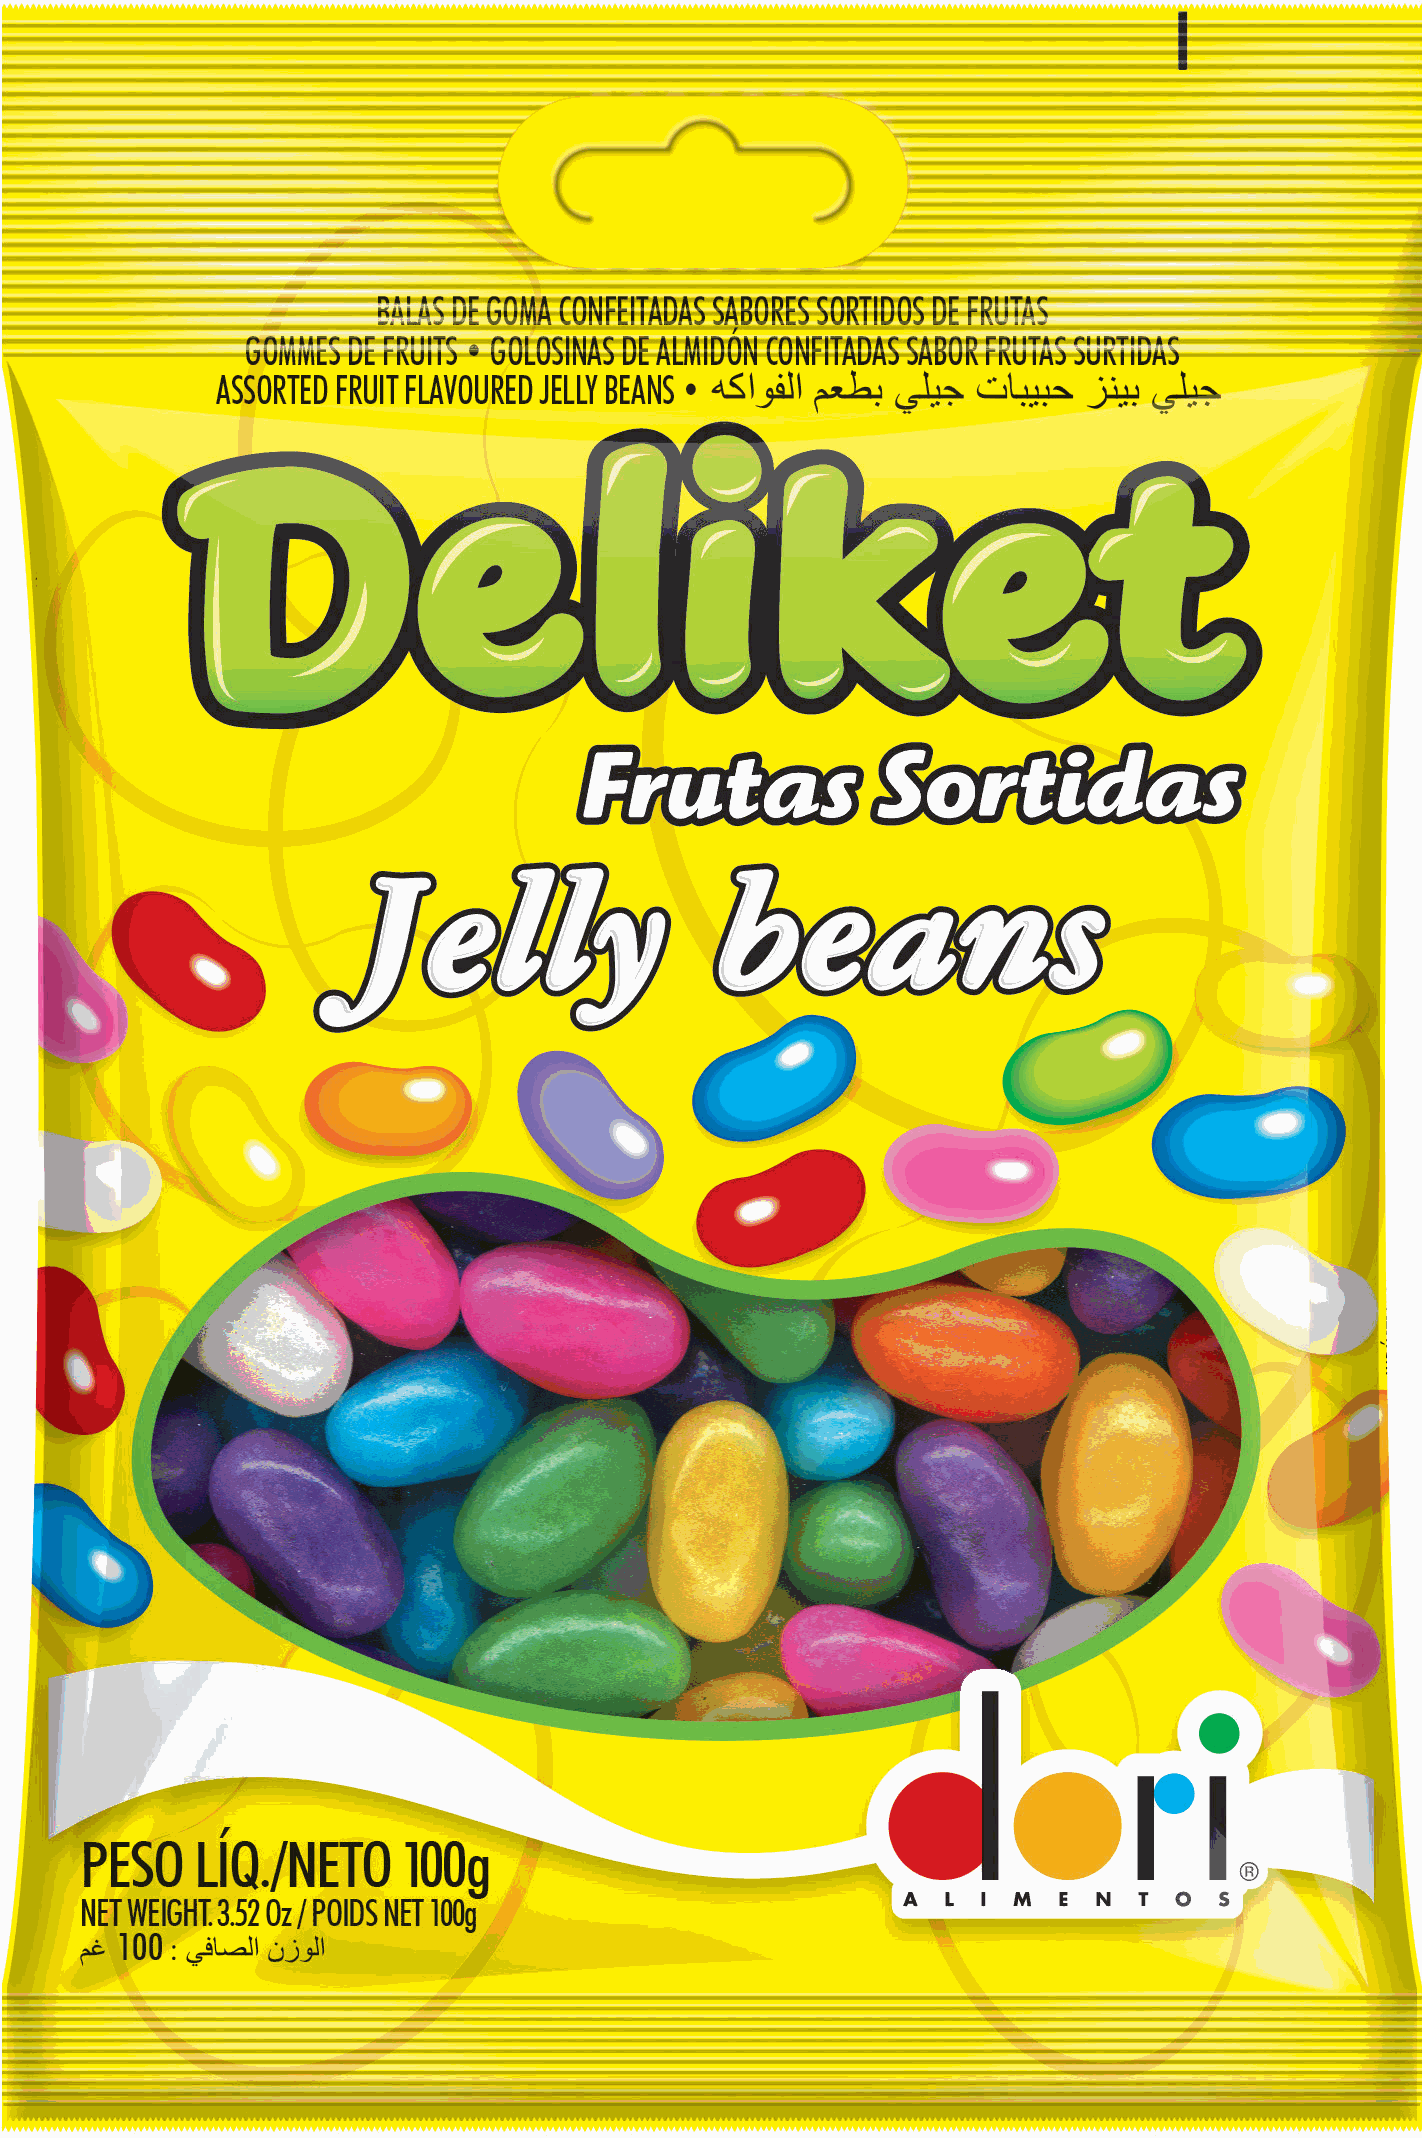 BALAS DE GOMA CONFEITADAS SABORES SORTIDOS DE FRUTAS
GOMMES DE FRUITS • GOLOSINAS DE ALMIDÓN CONFITADAS SABOR FRUTAS SURTIDAS
ASSORTED FRUIT FLAVOURED JELLY BEANS • جيلي بينز حبيبات جيلي بطعم الفواكه
Deliket
Frutas Sortidas
Jelly beans
dori®
ALIMENTOS
PESO LÍQ./NETO 100g
NET WEIGHT. 3.52 Oz / POIDS NET 100g
الوزن الصافي : 100 غم